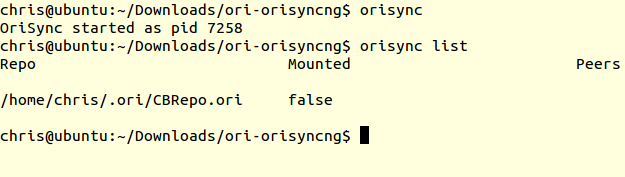 chris@ubuntu:~/Downloads/ori-orisyncng$ orisync
OriSync started as pid 7258
chris@ubuntu:~/Downloads/ori-orisyncng$ orisync list
Repo Mounted Peers
/home/chris/.ori/CBRepo.ori false
chris@ubuntu:~/Downloads/ori-orisyncng$